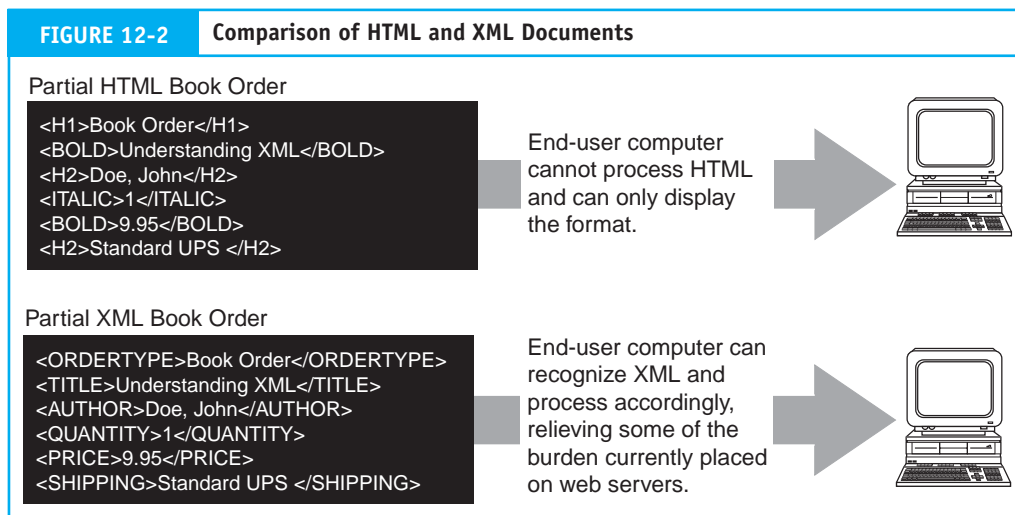 FIGURE 12-2
Comparison of HTML and XML Documents
Partial HTML Book Order
<H1>Book Order</H1>
<BOLD>Understanding XML</BOLD>
<H2>Doe, John</H2>
<ITALIC>1</ITALIC>
<BOLD>9.95</BOLD>
<H2>Standard UPS </H2>
End-user computer
cannot process HTML
and can only display
the format.
Partial XML Book Order
<ORDERTYPE>Book Order</ORDERTYPE>
<TITLE>Understanding XML</TITLE>
<AUTHOR>Doe, John</AUTHOR>
<QUANTITY>1</QUANTITY>
<PRICE>9.95</PRICE>
<SHIPPING>Standard UPS </SHIPPING>
End-user computer can
recognize XML and
process accordingly,
relieving some of the
burden currently placed
on web servers.